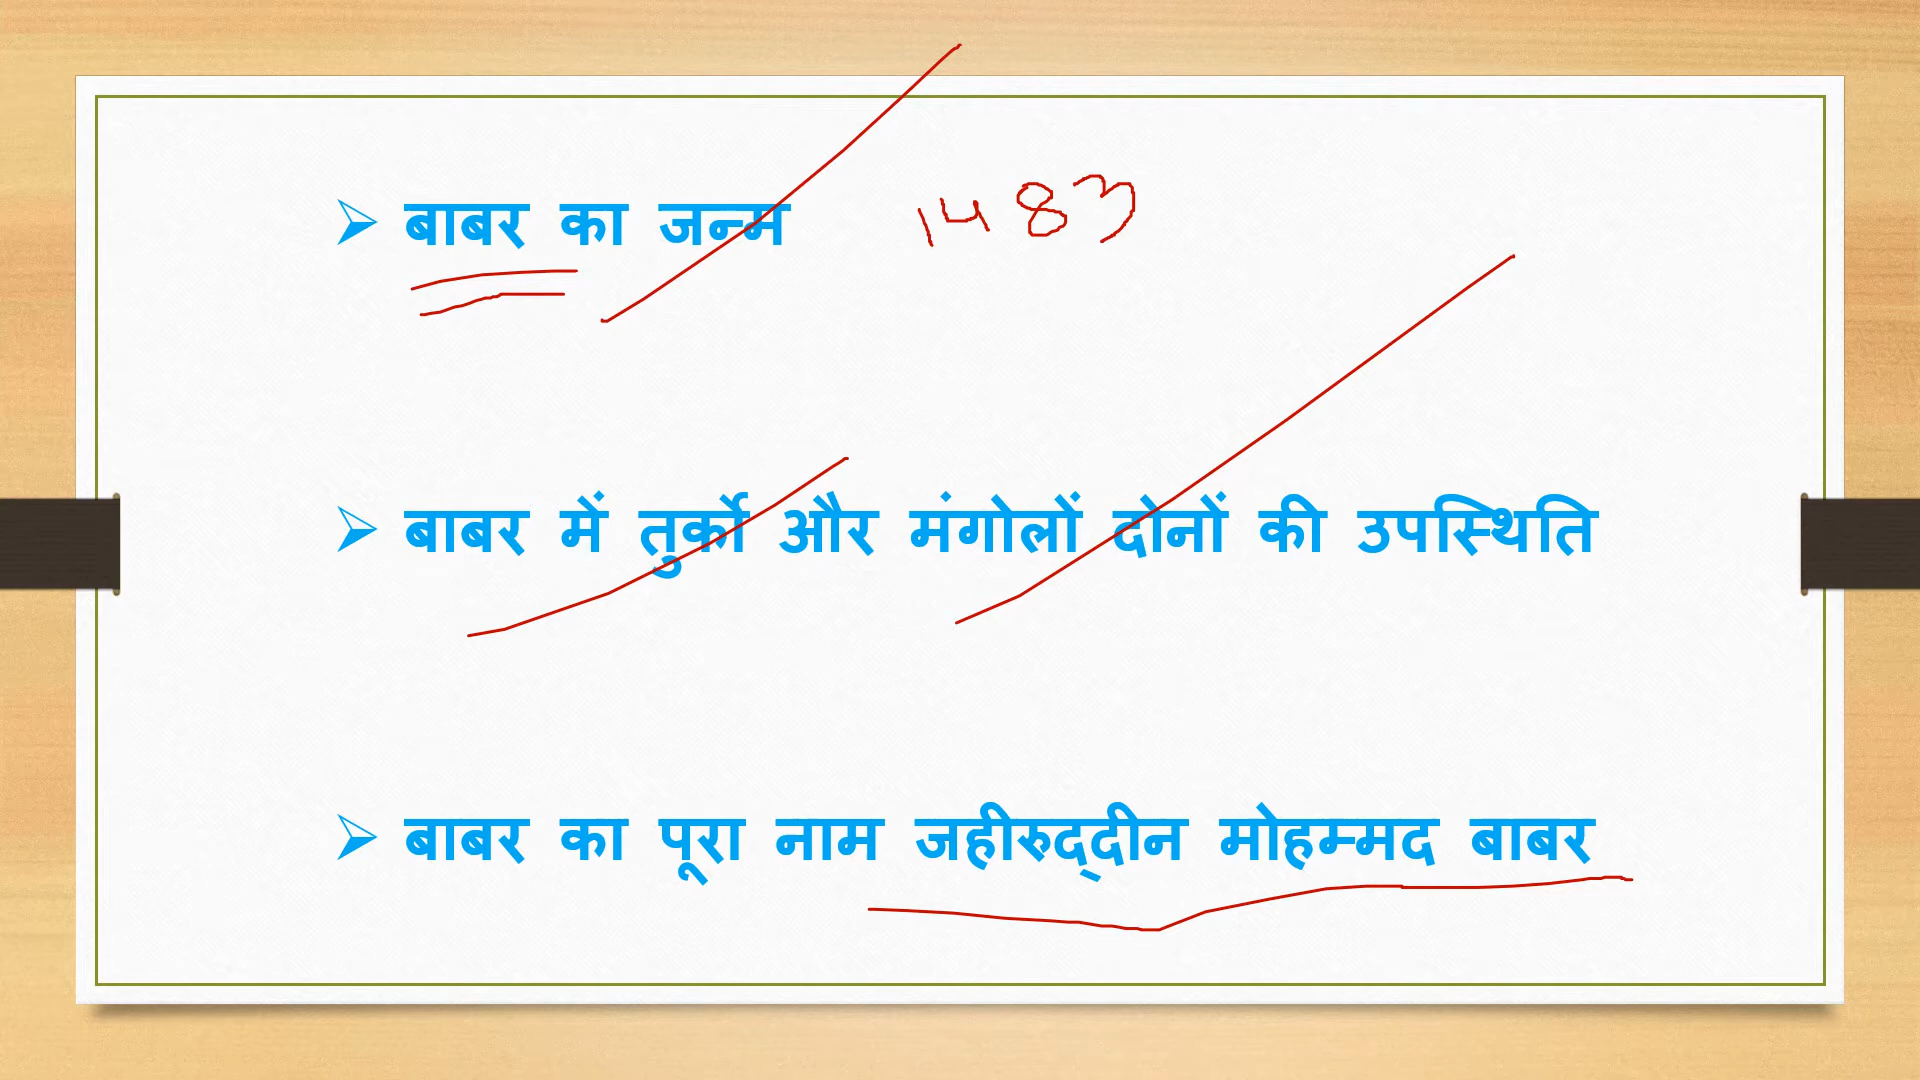 बाबर का जन्म 1483
बाबर में तुर्को और मंगोलों दोनों की उपस्थिति
बाबर का पूरा नाम जहीरुद्‌दीन मोहम्मद बाबर